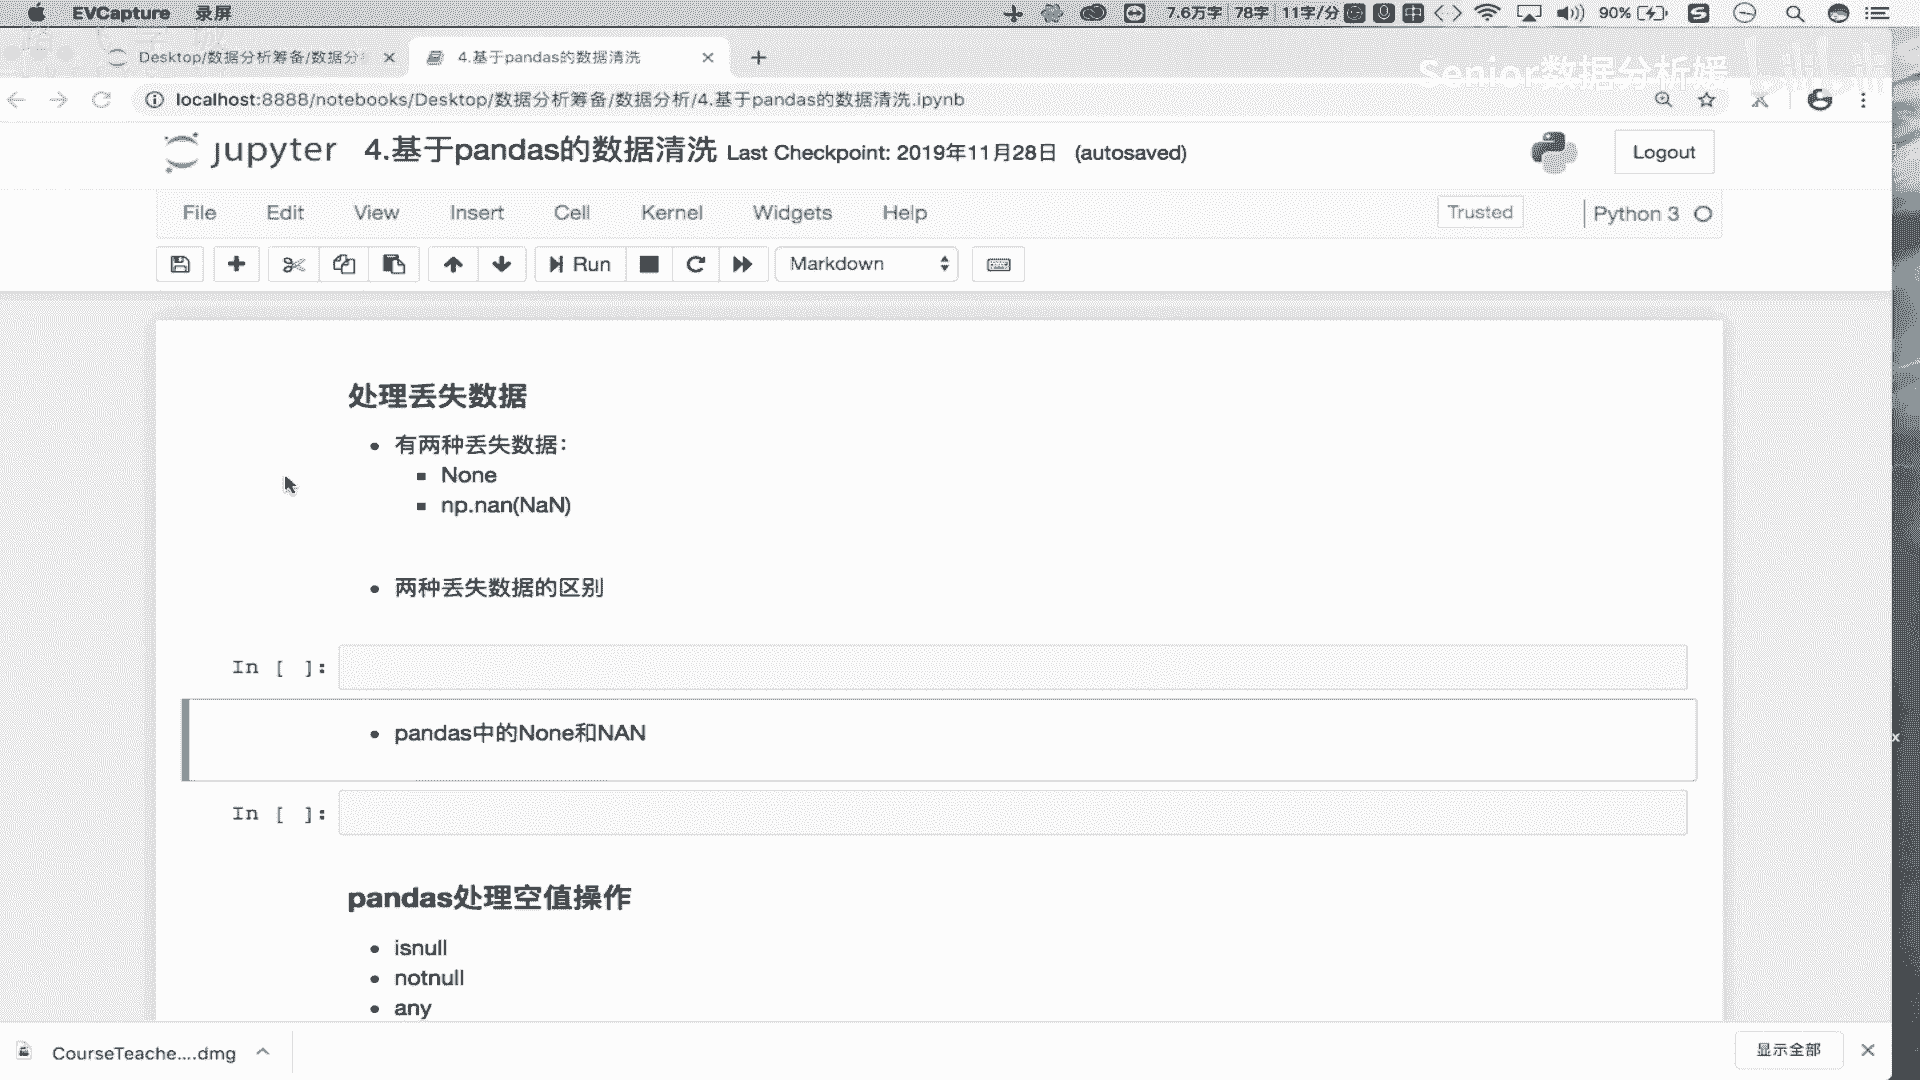 EVCapture 录屏 7.6万字 78字 11字/分 90%
Desktop/数据分析筹备/数据分 4.基于pandas的数据清洗
Senior数据分析媛
localhost:8888/notebooks/Desktop/数据分析筹备/数据分析/4.基于pandas的数据清洗.ipynb
jupyter 4.基于pandas的数据清洗 Last Checkpoint: 2019年11月28日 (autosaved) Logout
File Edit View Insert Cell Kernel Widgets Help Trusted Python 3
Run Markdown
处理丢失数据
有两种丢失数据：
None
np.nan(NaN)
两种丢失数据的区别
In [ ]:
pandas中的None和NAN
In [ ]:
pandas处理空值操作
isnull
notnull
any
CourseTeache....dmg 显示全部